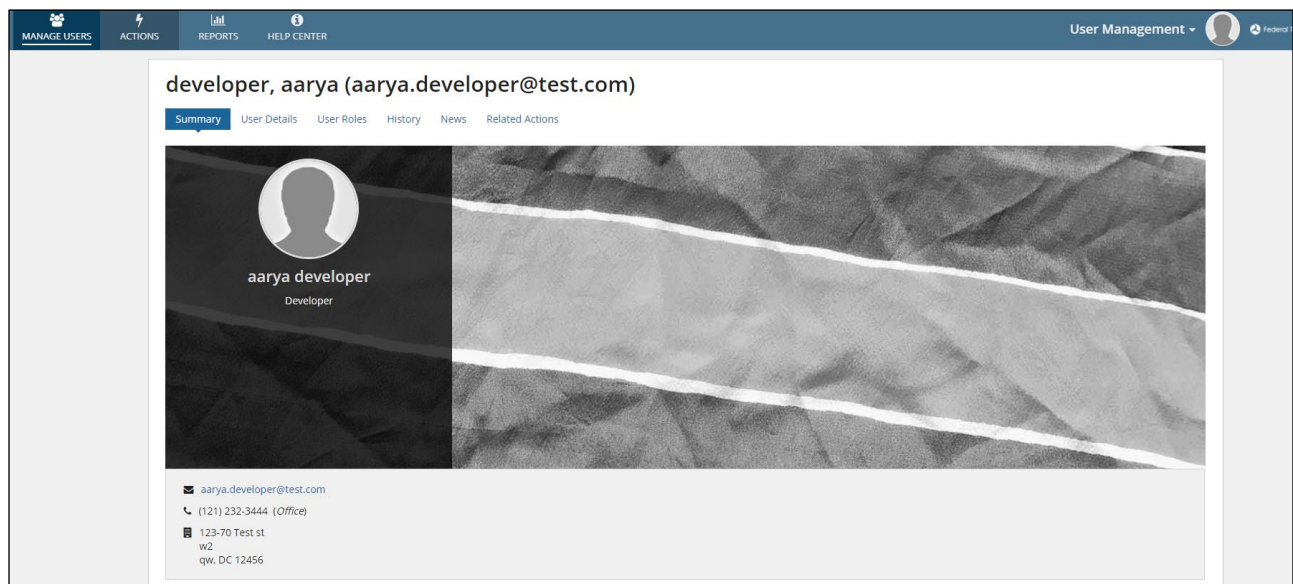 MANAGE USERS ACTIONS REPORTS HELP CENTER User Management Federal
developer, aarya (aarya.developer@test.com)
Summary User Details User Roles History News Related Actions
aarya developer
Developer
aarya.developer@test.com
(121) 232-3444 (Office)
123-70 Test st
w2
qw, DC 12456